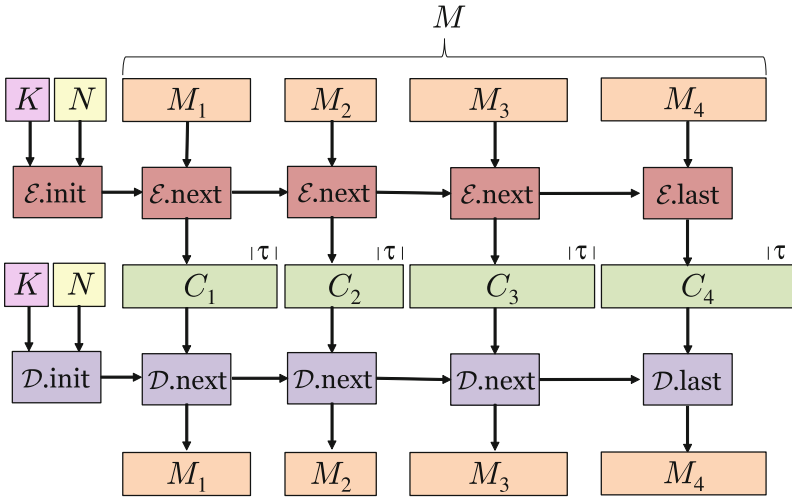 M
K N M₁ M₂ M₃ M₄
ℰ.init ℰ.next ℰ.next ℰ.next ℰ.last
|τ| |τ| |τ| |τ
K N C₁ C₂ C₃ C₄
𝒟.init 𝒟.next 𝒟.next 𝒟.next 𝒟.last
M₁ M₂ M₃ M₄